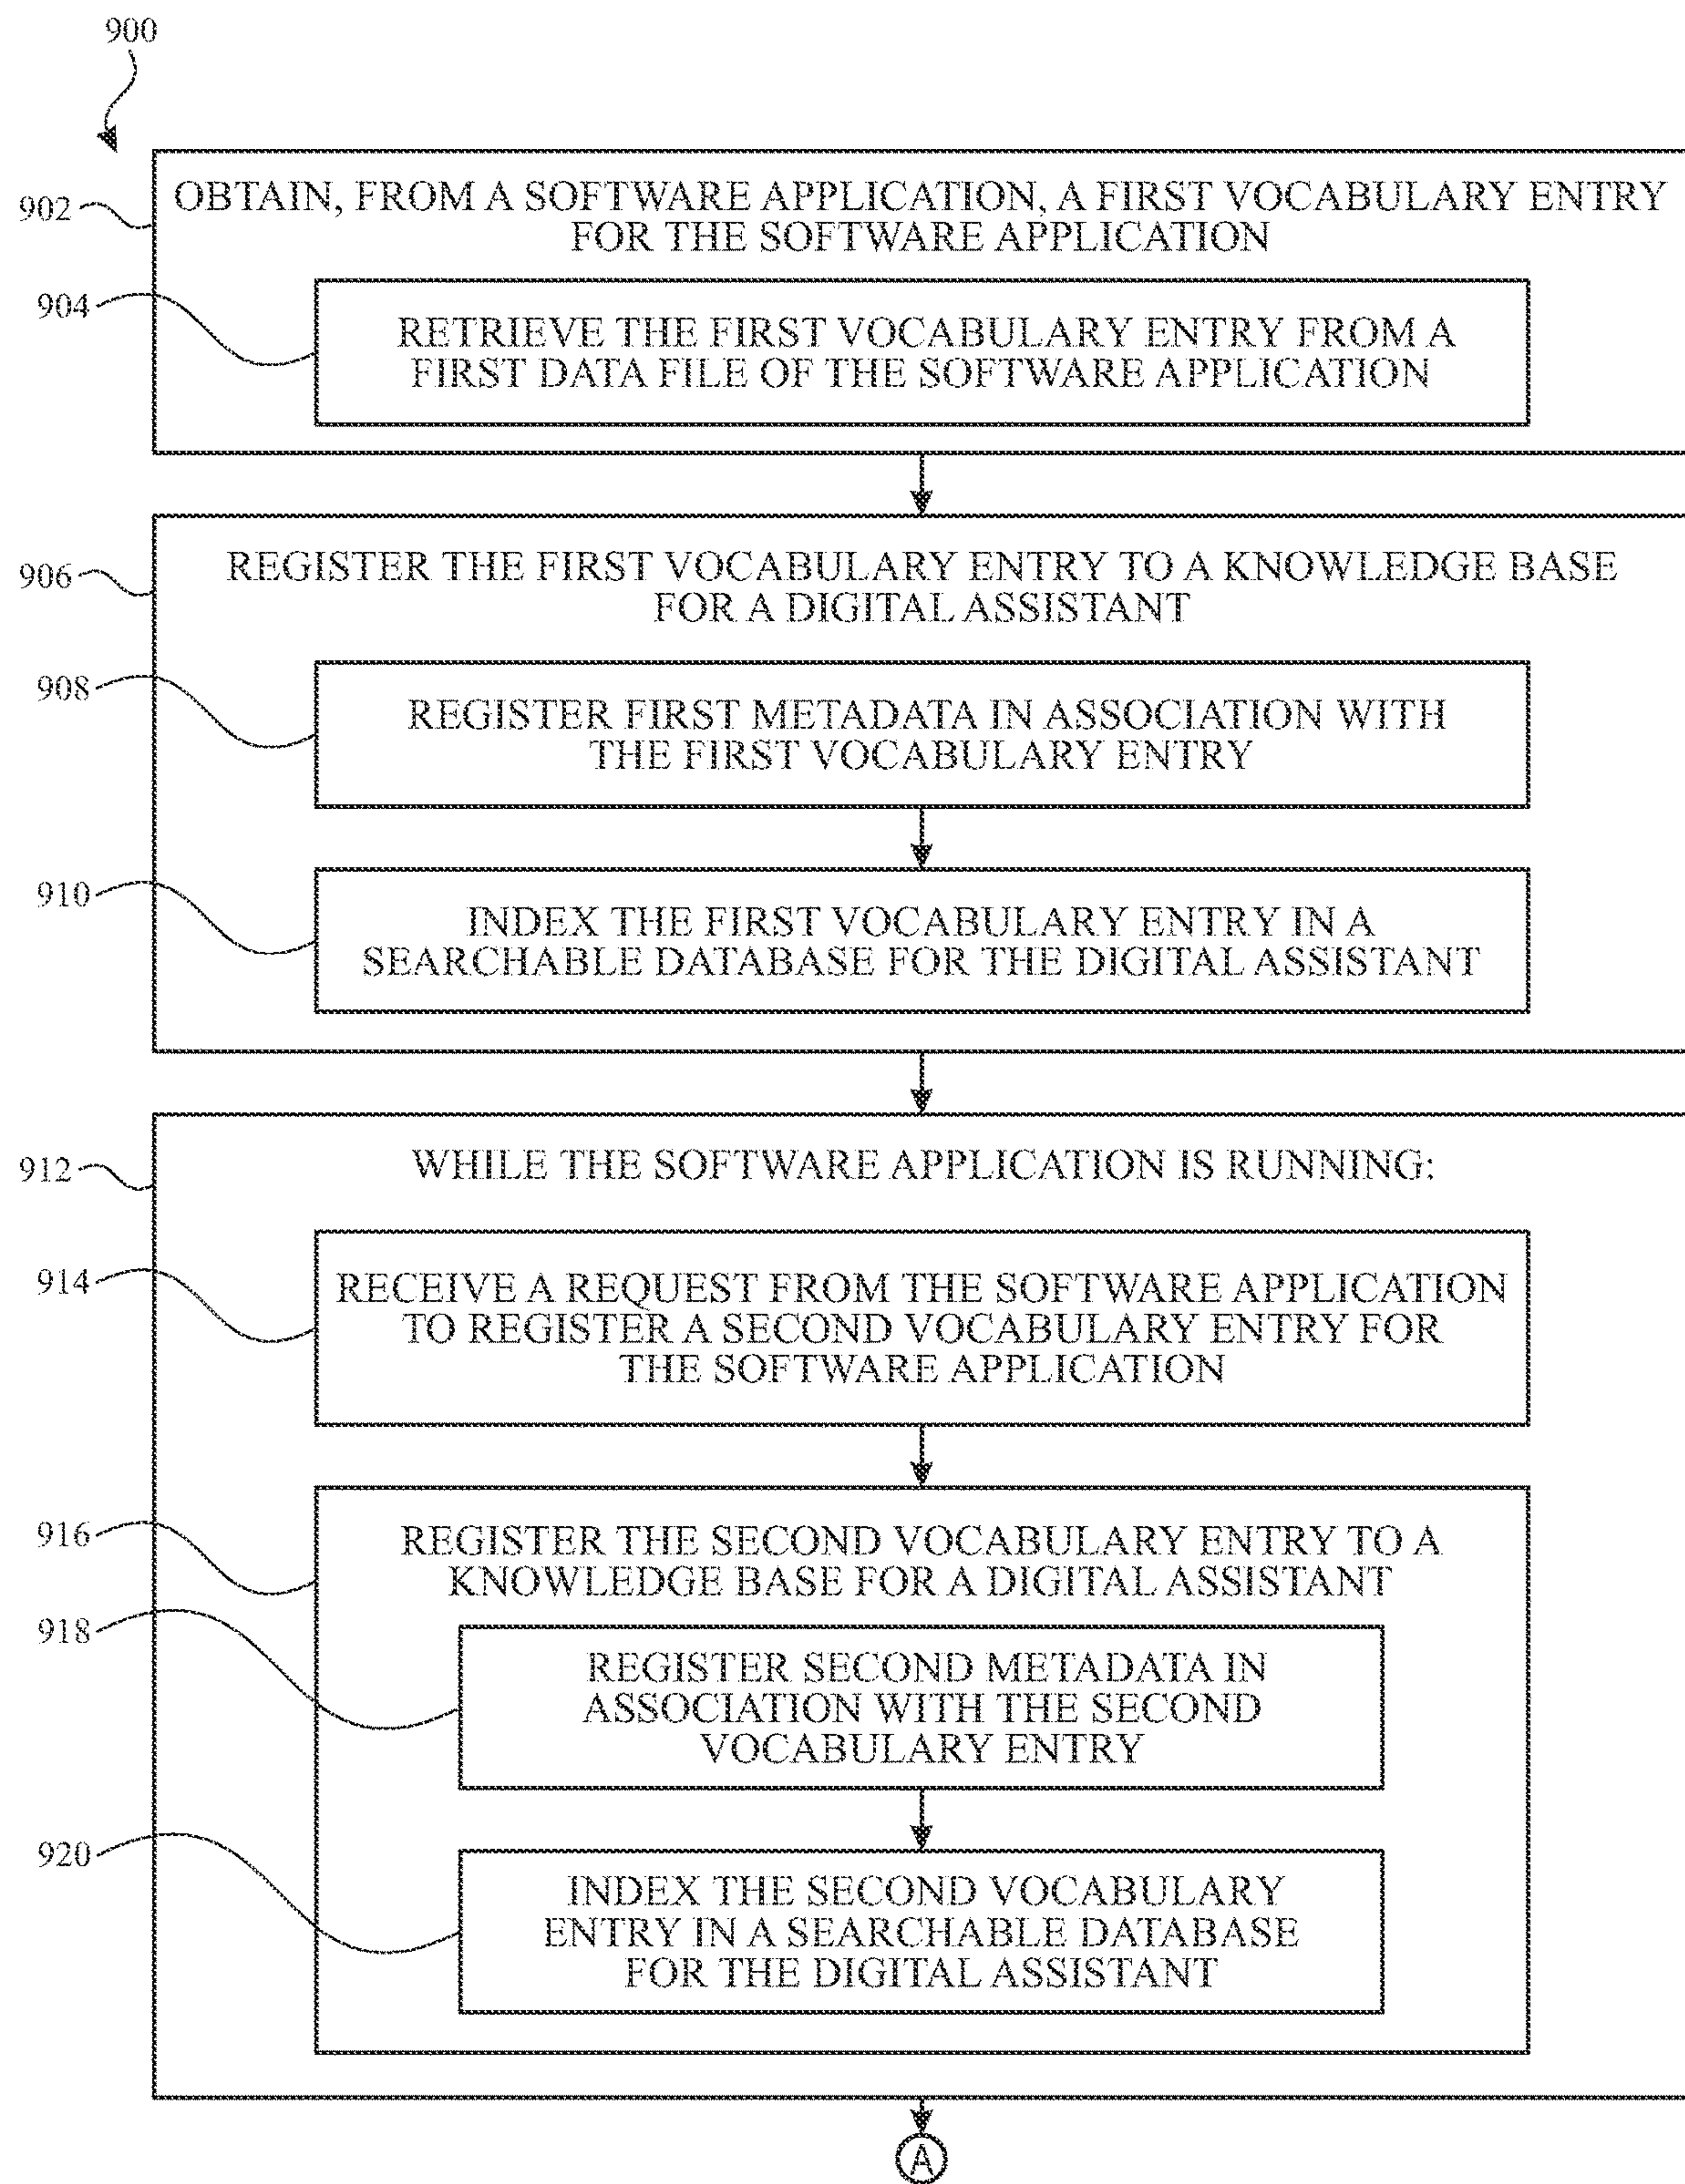 900
902
OBTAIN, FROM A SOFTWARE APPLICATION, A FIRST VOCABULARY ENTRY
FOR THE SOFTWARE APPLICATION
904
RETRIEVE THE FIRST VOCABULARY ENTRY FROM A
FIRST DATA FILE OF THE SOFTWARE APPLICATION
906
REGISTER THE FIRST VOCABULARY ENTRY TO A KNOWLEDGE BASE
FOR A DIGITAL ASSISTANT
908
REGISTER FIRST METADATA IN ASSOCIATION WITH
THE FIRST VOCABULARY ENTRY
910
INDEX THE FIRST VOCABULARY ENTRY IN A
SEARCHABLE DATABASE FOR THE DIGITAL ASSISTANT
912
WHILE THE SOFTWARE APPLICATION IS RUNNING:
914
RECEIVE A REQUEST FROM THE SOFTWARE APPLICATION
TO REGISTER A SECOND VOCABULARY ENTRY FOR
THE SOFTWARE APPLICATION
916
REGISTER THE SECOND VOCABULARY ENTRY TO A
KNOWLEDGE BASE FOR A DIGITAL ASSISTANT
918
REGISTER SECOND METADATA IN
ASSOCIATION WITH THE SECOND
VOCABULARY ENTRY
920
INDEX THE SECOND VOCABULARY
ENTRY IN A SEARCHABLE DATABASE
FOR THE DIGITAL ASSISTANT
A